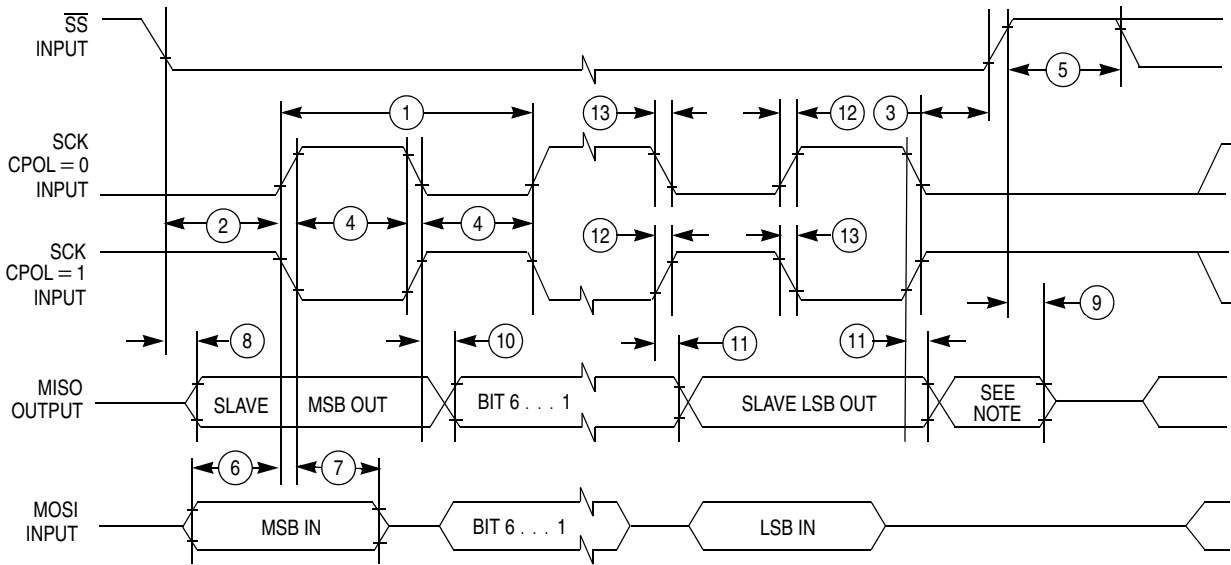 SS
INPUT
5
1
13
12
3
SCK
CPOL = 0
INPUT
2
4
4
12
13
SCK
CPOL = 1
INPUT
9
8
10
11
11
MISO
OUTPUT
SLAVE
MSB OUT
BIT 6 . . . 1
SLAVE LSB OUT
SEE
NOTE
6
7
MOSI
INPUT
MSB IN
BIT 6 . . . 1
LSB IN